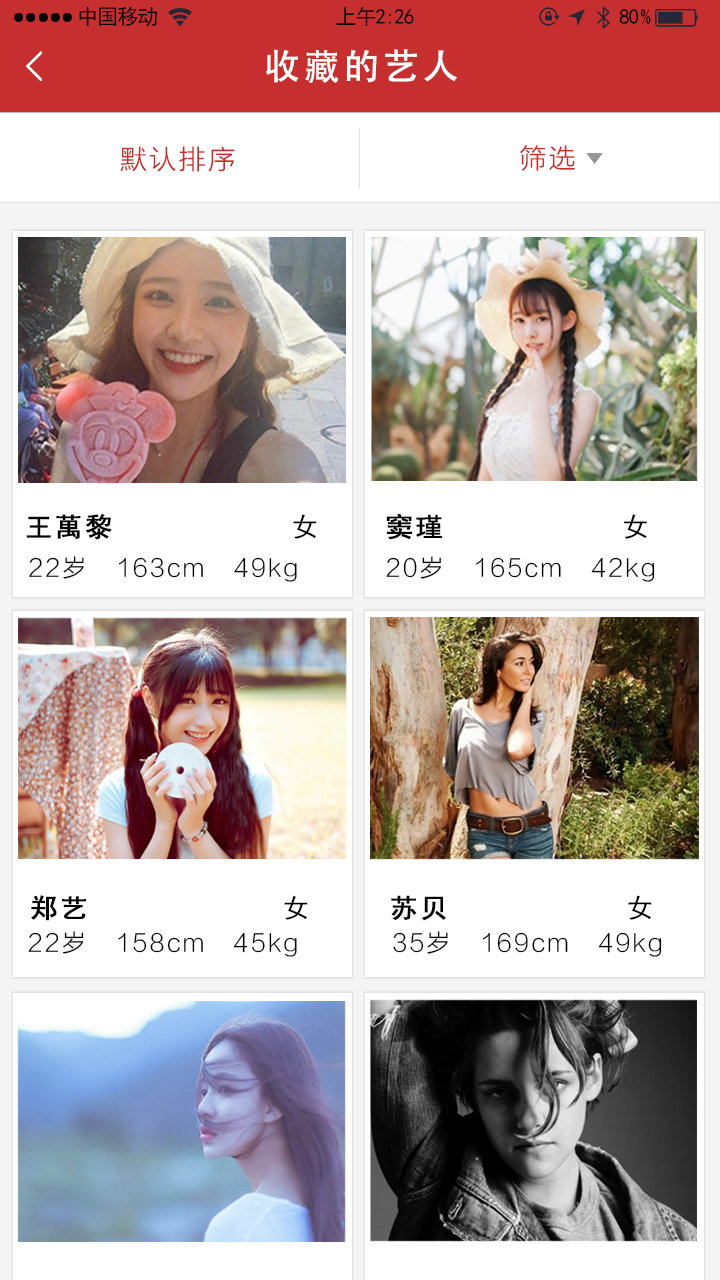 中国移动 上午2:26 80%
收藏的艺人
默认排序 筛选
王萬黎 女
22岁 163cm 49kg
窦瑾 女
20岁 165cm 42kg
郑艺 女
22岁 158cm 45kg
苏贝 女
35岁 169cm 49kg